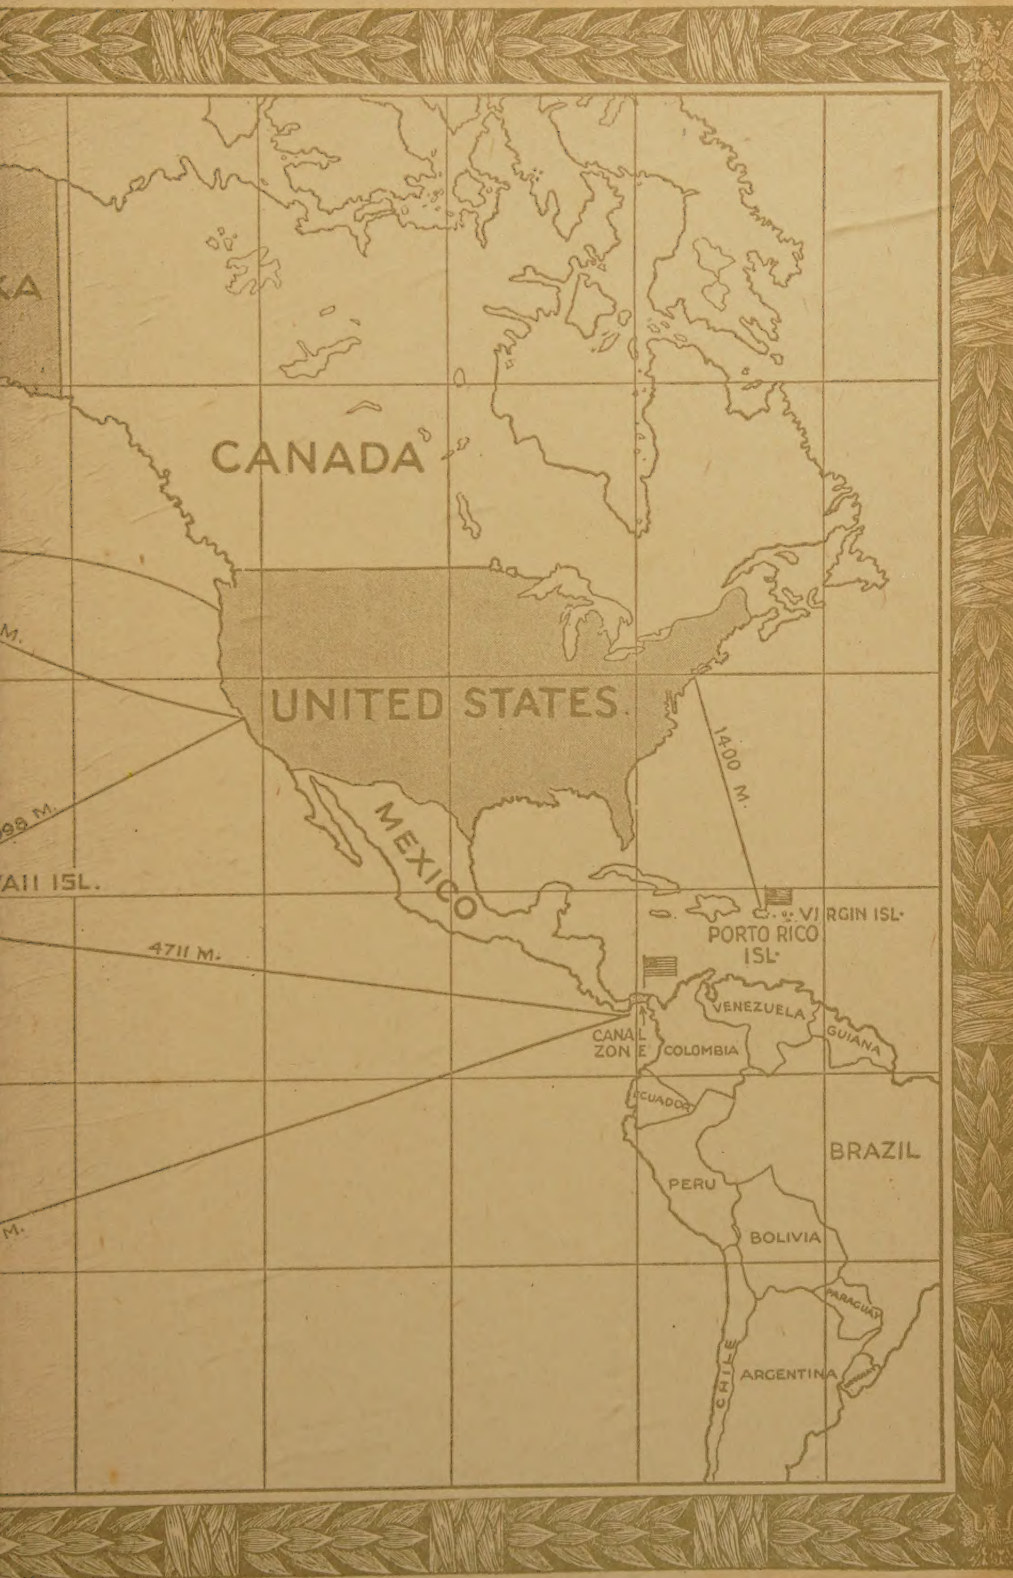 KA
CANADA
M.
UNITED STATES.
1400 M.
98 M.
MEXICO
AII ISL.
VIRGIN ISL.
PORTO RICO
ISL.
4711 M.
VENEZUELA
GUIANA
CANAL
ZONE
COLOMBIA
ECUADOR
BRAZIL
PERU
M.
BOLIVIA
PARAGUAY
CHILE
ARGENTINA